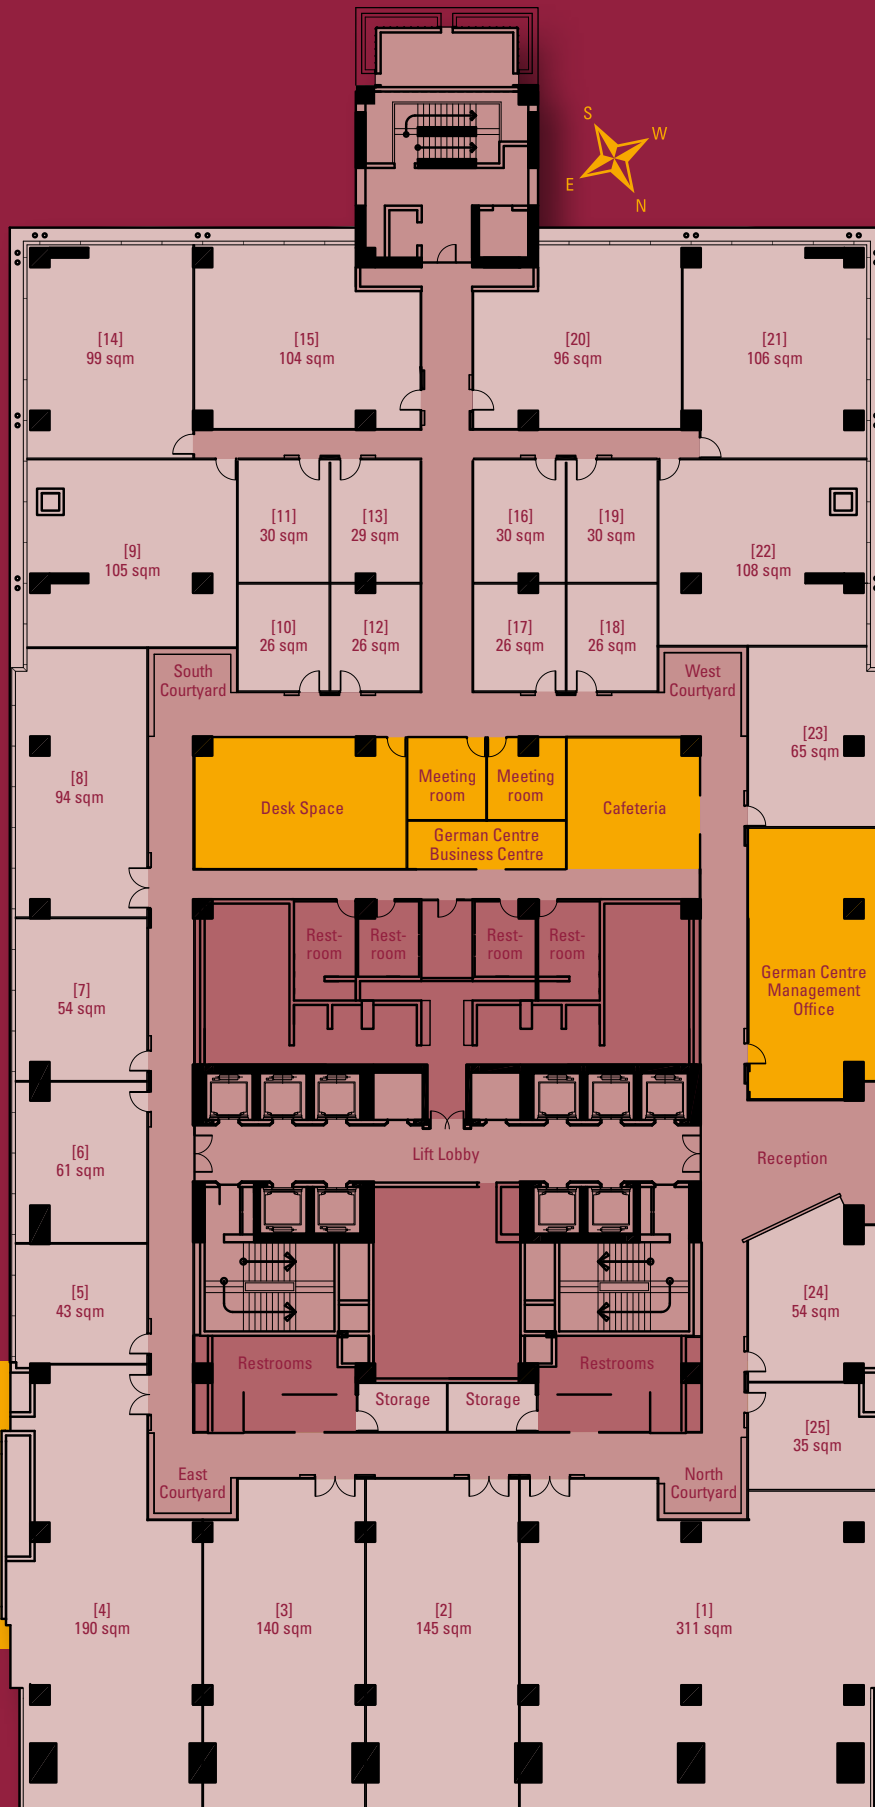 S
W
E
N
[14]
99 sqm
[15]
104 sqm
[20]
96 sqm
[21]
106 sqm
[11]
30 sqm
[13]
29 sqm
[16]
30 sqm
[19]
30 sqm
[9]
105 sqm
[22]
108 sqm
[10]
26 sqm
[12]
26 sqm
[17]
26 sqm
[18]
26 sqm
South
Courtyard
West
Courtyard
[23]
65 sqm
[8]
94 sqm
Desk Space
Meeting
room
Meeting
room
Cafeteria
German Centre
Business Centre
Rest-
room
Rest-
room
Rest-
room
Rest-
room
German Centre
Management
Office
[7]
54 sqm
[6]
61 sqm
Lift Lobby
Reception
[5]
43 sqm
[24]
54 sqm
Restrooms
Restrooms
Storage
Storage
[25]
35 sqm
East
Courtyard
North
Courtyard
[4]
190 sqm
[3]
140 sqm
[2]
145 sqm
[1]
311 sqm